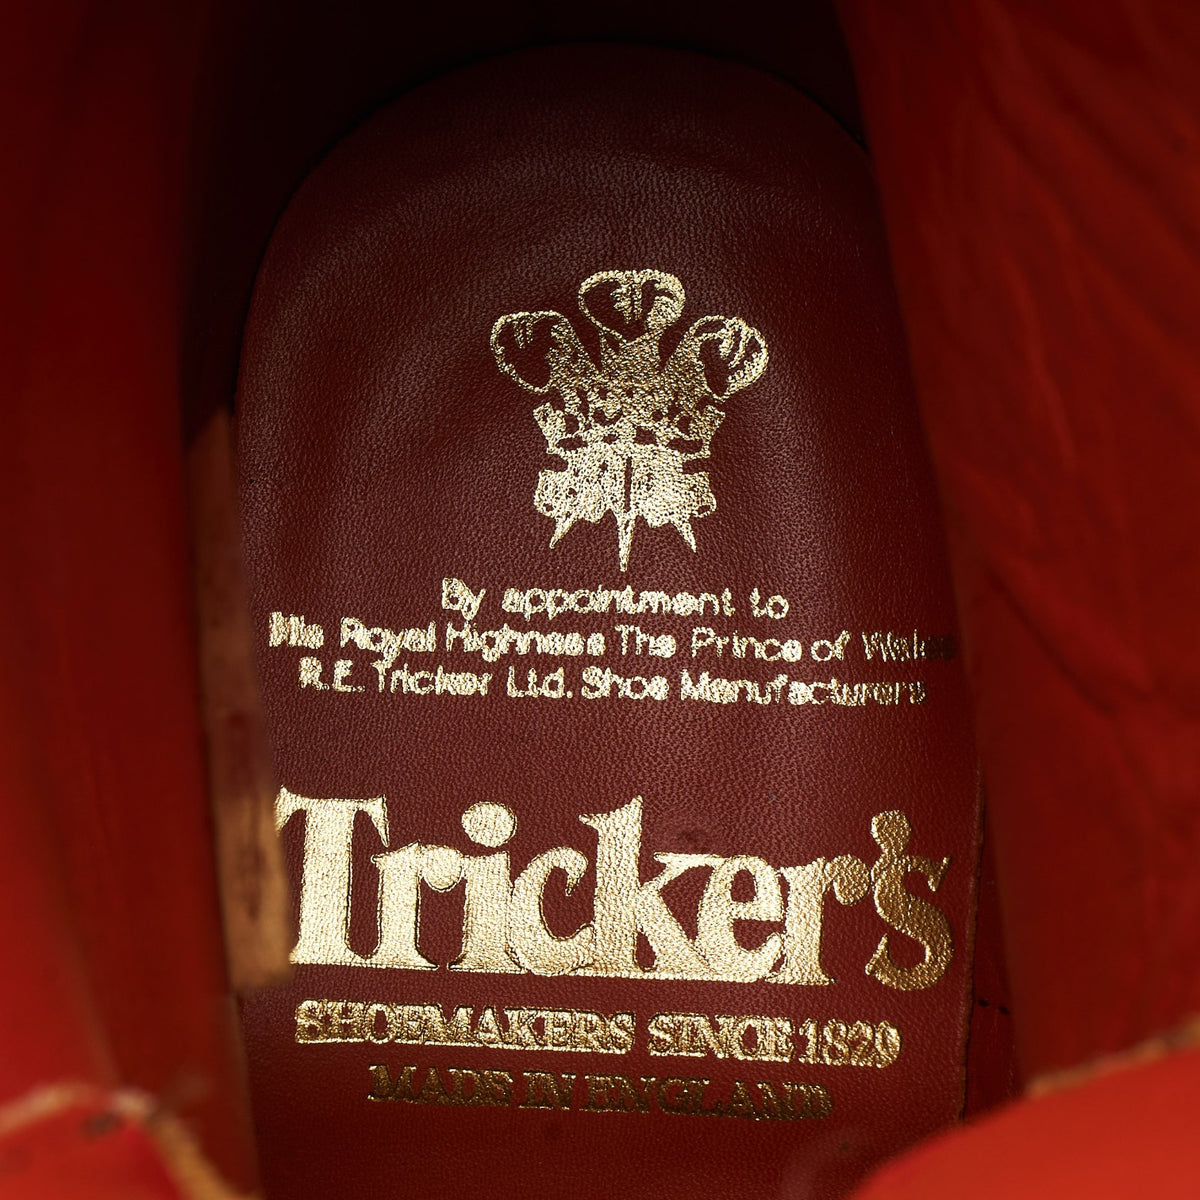 By appointment to
His Royal Highness The Prince of Wales
R.E. Tricker Ltd. Shoe Manufacturers
Tricker's
SHOEMAKERS SINCE 1829
MADE IN ENGLAND